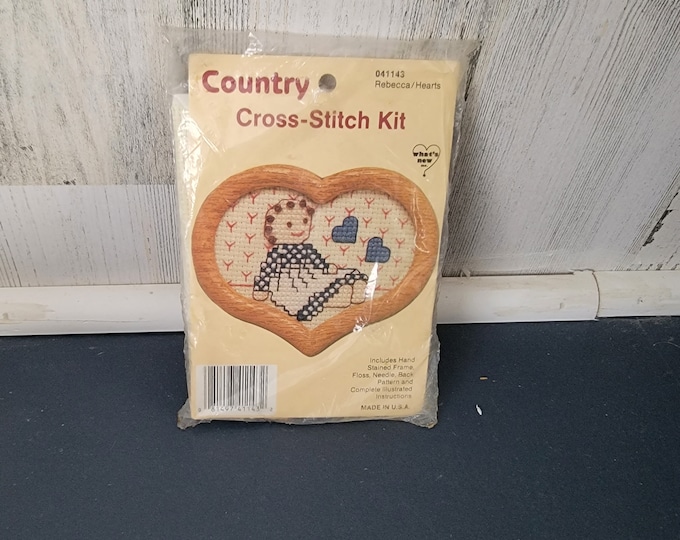 Country
041143
Rebecca/Hearts
Cross-Stitch Kit
what's
new
Includes Hand
Stained Frame,
Floss, Needle, Back
Pattern and
Complete Illustrated
Instructions.
MADE IN U.S.A.